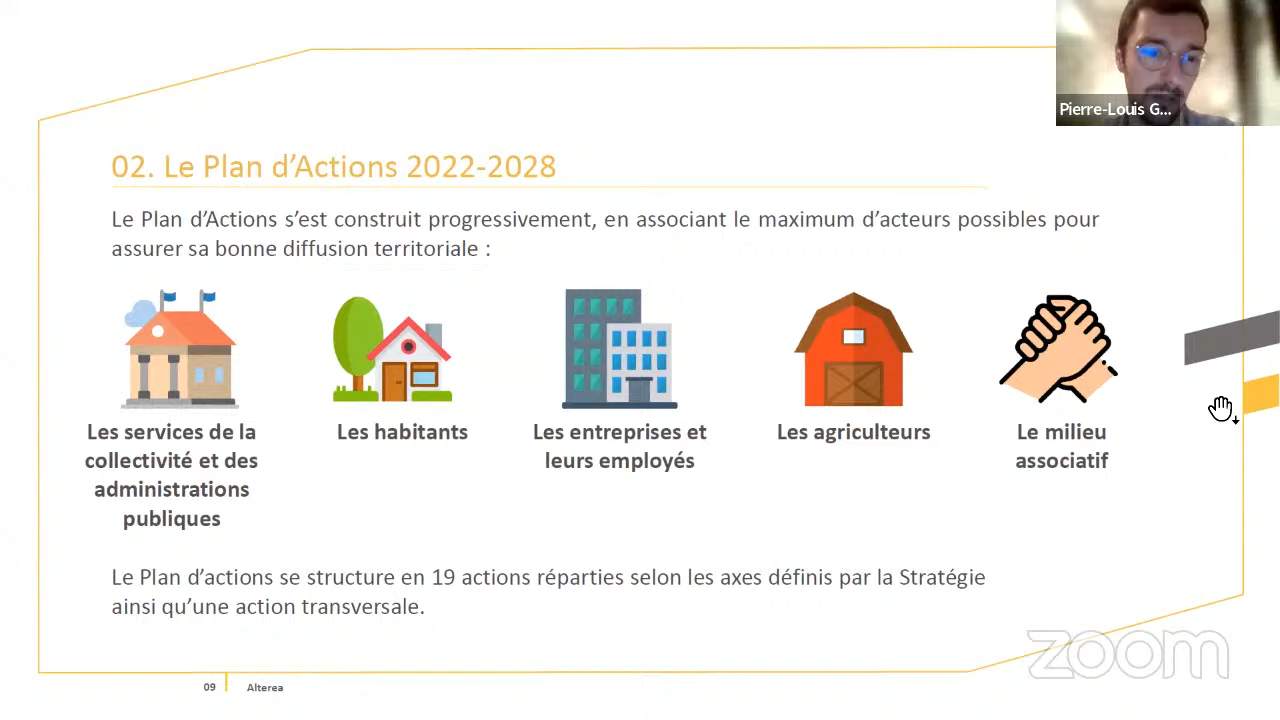 Pierre-Louis G...
02. Le Plan d’Actions 2022-2028
Le Plan d’Actions s’est construit progressivement, en associant le maximum d’acteurs possibles pour
assurer sa bonne diffusion territoriale :
Les services de la
collectivité et des
administrations
publiques
Les habitants
Les entreprises et
leurs employés
Les agriculteurs
Le milieu
associatif
Le Plan d’actions se structure en 19 actions réparties selon les axes définis par la Stratégie
ainsi qu’une action transversale.
zoom
09
Alterea